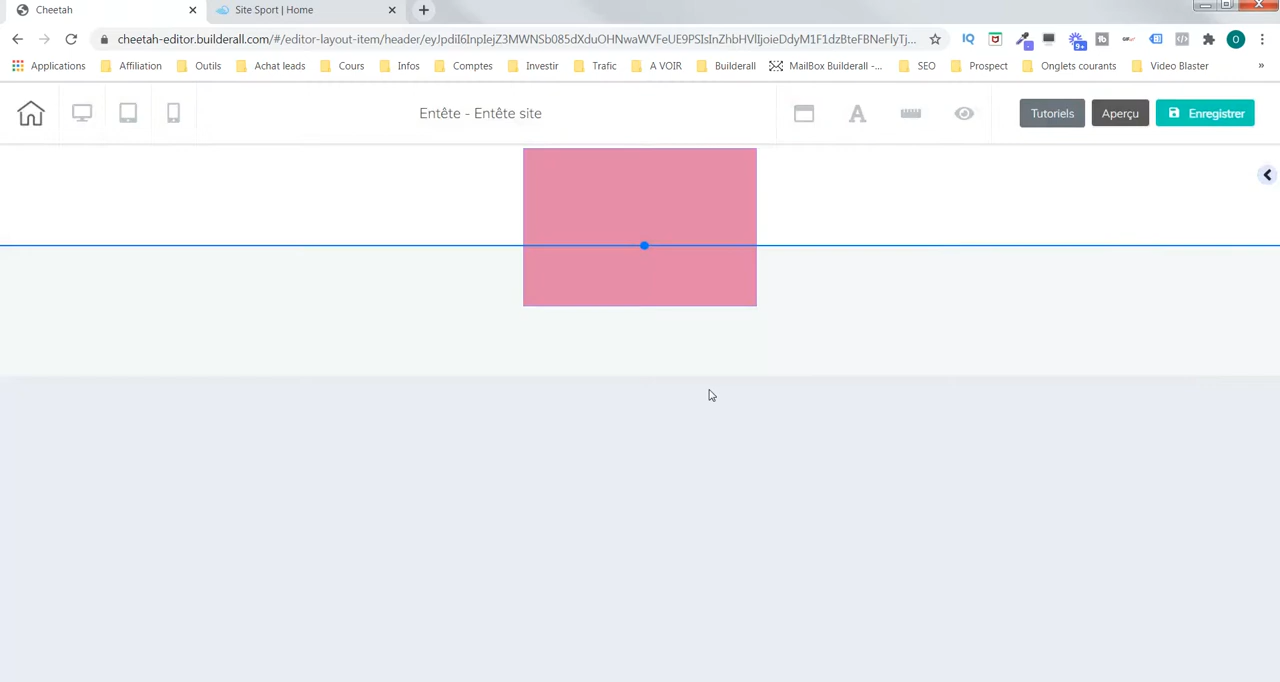 Cheetah
Site Sport | Home
cheetah-editor.builderall.com/#/editor-layout-item/header/eyJpdiI6InplejZ3MWNSb085dXduOHNwaWVFeUE9PSIsInZhbHVlIjoieDdyM1F1dzBteFBNeFlyTj...
Applications Affiliation Outils Achat leads Cours Infos Comptes Investir Trafic A VOIR Builderall MailBox Builderall -... SEO Prospect Onglets courants Video Blaster »
Entête - Entête site
Tutoriels Aperçu Enregistrer